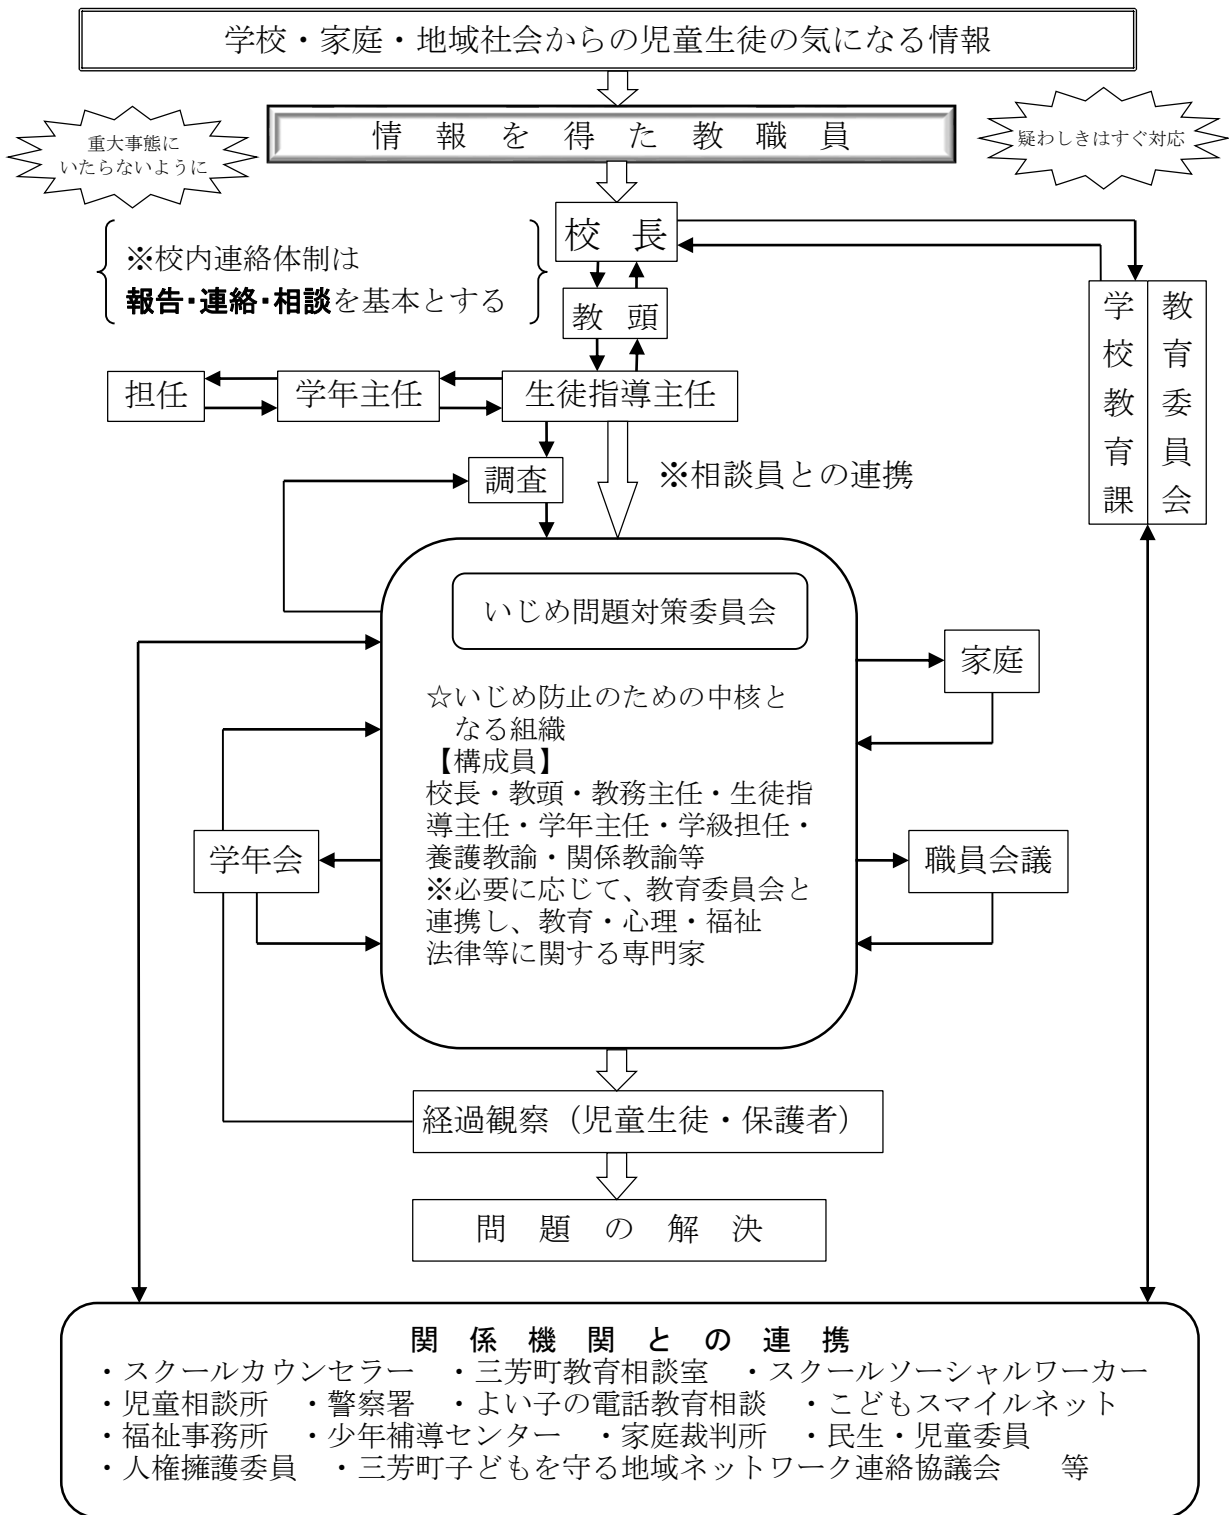 学校・家庭・地域社会からの児童生徒の気になる情報
情報を得た教職員
重大事態に
いたらないように
疑わしきはすぐ対応
校長
※校内連絡体制は
報告・連絡・相談を基本とする
教頭
教育委員会
学校教育課
担任
学年主任
生徒指導主任
調査
※相談員との連携
いじめ問題対策委員会
☆いじめ防止のための中核と
なる組織
【構成員】
校長・教頭・教務主任・生徒指
導主任・学年主任・学級担任・
養護教諭・関係教諭等
※必要に応じて、教育委員会と
連携し、教育・心理・福祉
法律等に関する専門家
家庭
学年会
職員会議
経過観察（児童生徒・保護者）
問題の解決
関係機関との連携
・スクールカウンセラー ・三芳町教育相談室 ・スクールソーシャルワーカー
・児童相談所 ・警察署 ・よい子の電話教育相談 ・こどもスマイルネット
・福祉事務所 ・少年補導センター ・家庭裁判所 ・民生・児童委員
・人権擁護委員 ・三芳町子どもを守る地域ネットワーク連絡協議会 等